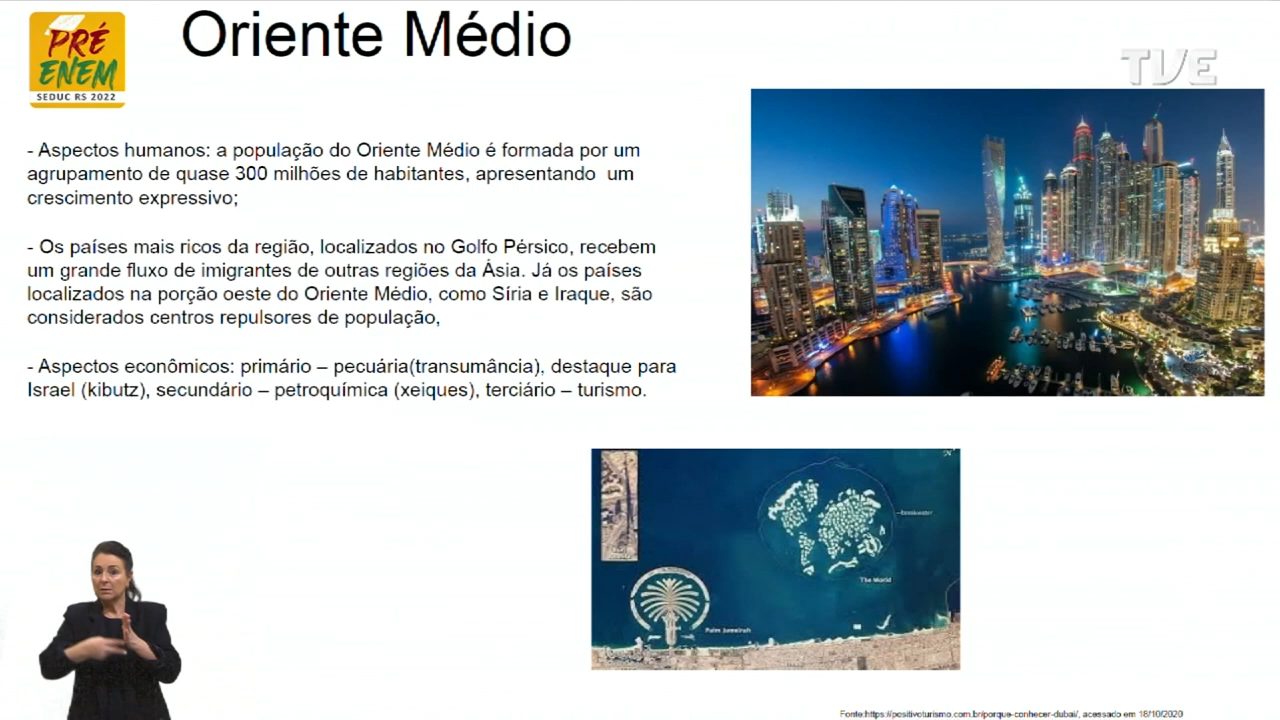 PRÉ
ENEM
SEDUC RS 2022
Oriente Médio
TVE
- Aspectos humanos: a população do Oriente Médio é formada por um
agrupamento de quase 300 milhões de habitantes, apresentando um
crescimento expressivo;
- Os países mais ricos da região, localizados no Golfo Pérsico, recebem
um grande fluxo de imigrantes de outras regiões da Ásia. Já os países
localizados na porção oeste do Oriente Médio, como Síria e Iraque, são
considerados centros repulsores de população,
- Aspectos econômicos: primário – pecuária(transumância), destaque para
Israel (kibutz), secundário – petroquímica (xeiques), terciário – turismo.
breakwater
The World
Palm Jumeirah
Fonte:https://positivoturismo.com.br/porque-conhecer-dubai/, acessado em 18/10/2020